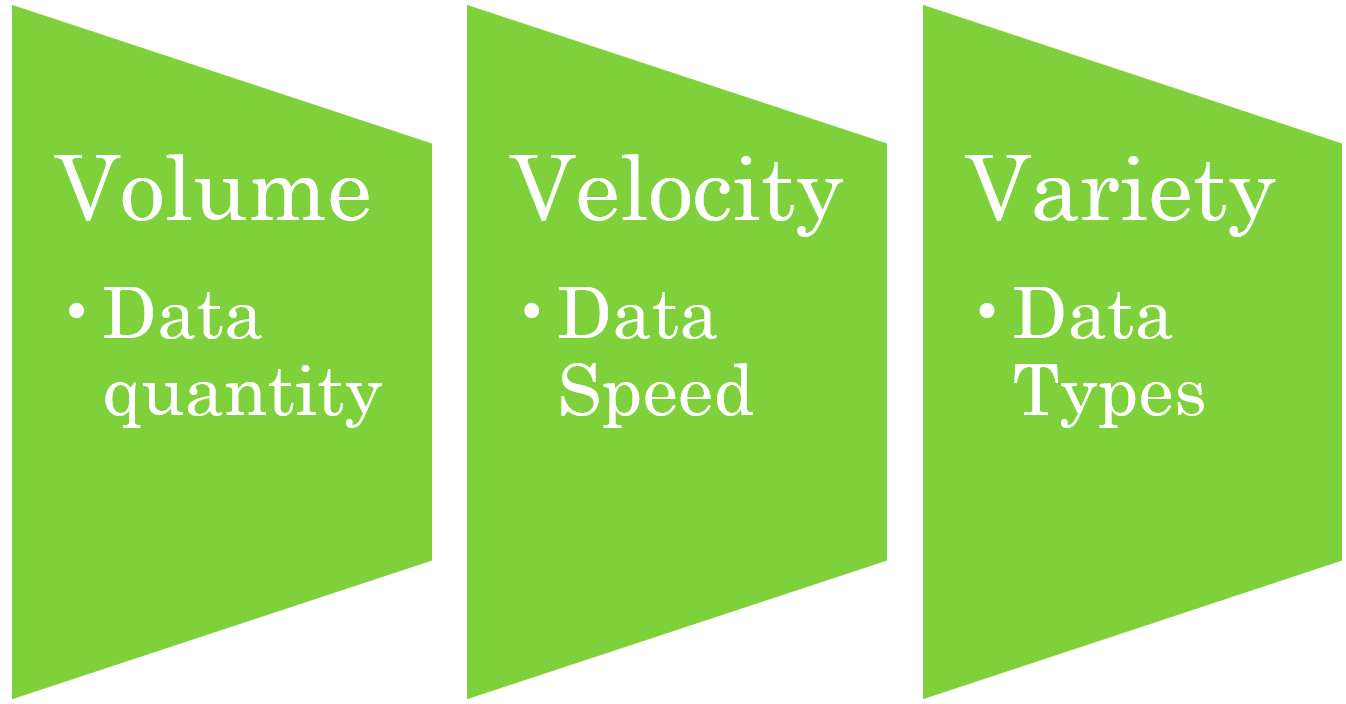 Volume
• Data
quantity
Velocity
• Data
Speed
Variety
• Data
Types